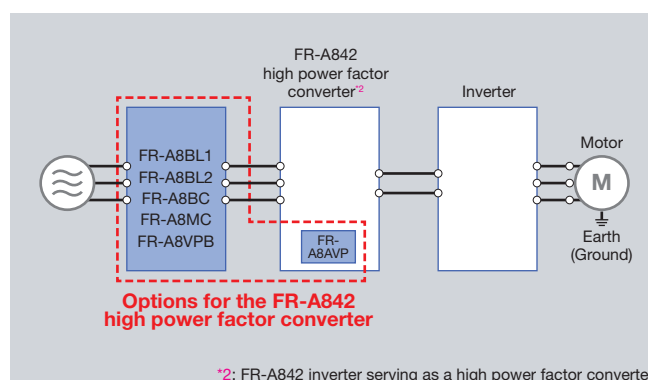 FR-A842
high power factor
converter*2
Inverter
Motor
FR-A8BL1
FR-A8BL2
FR-A8BC
FR-A8MC
FR-A8VPB
M
FR-
A8AVP
Earth
(Ground)
Options for the FR-A842
high power factor converter
*2: FR-A842 inverter serving as a high power factor converte